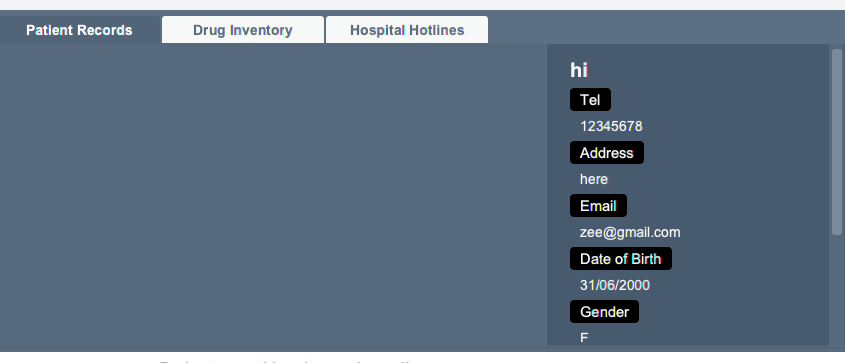 Patient Records Drug Inventory Hospital Hotlines
hi
Tel
12345678
Address
here
Email
zee@gmail.com
Date of Birth
31/06/2000
Gender
F